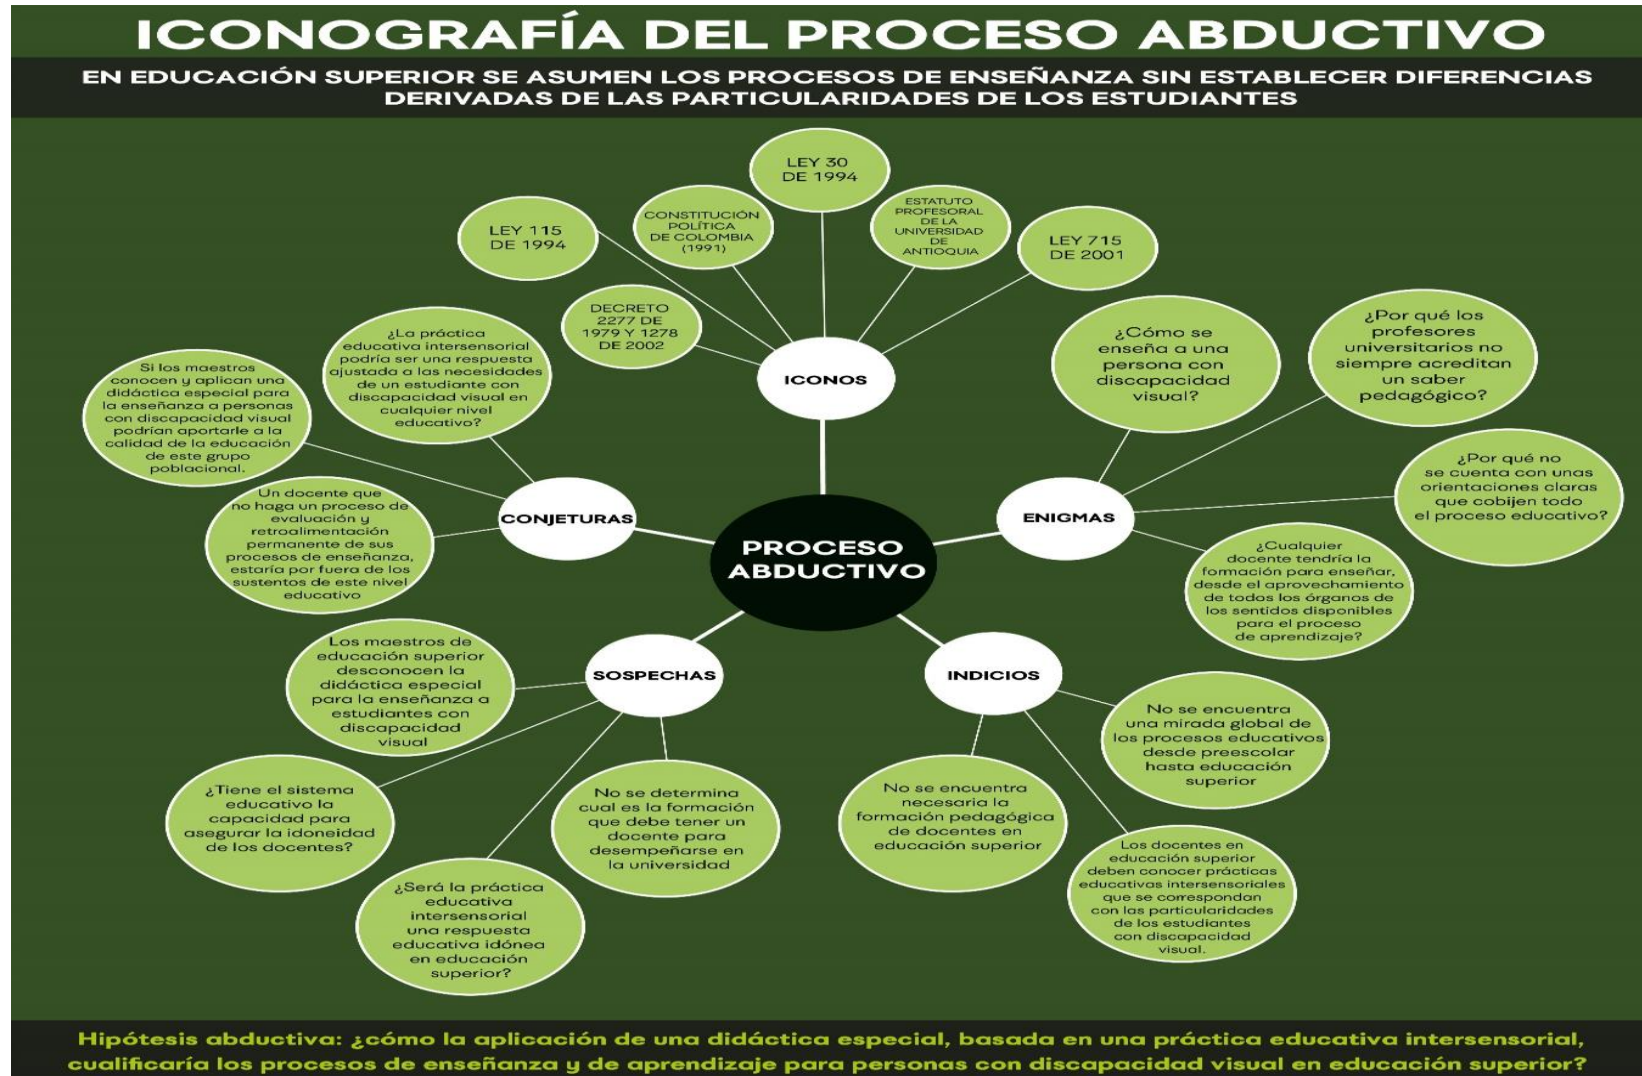 ICONOGRAFÍA DEL PROCESO ABDUCTIVO
EN EDUCACIÓN SUPERIOR SE ASUMEN LOS PROCESOS DE ENSEÑANZA SIN ESTABLECER DIFERENCIAS
DERIVADAS DE LAS PARTICULARIDADES DE LOS ESTUDIANTES
PROCESO
ABDUCTIVO
ICONOS
DECRETO
2277 DE
1979 Y 1278
DE 2002
LEY 115
DE 1994
CONSTITUCIÓN
POLÍTICA
DE COLOMBIA
(1991)
LEY 30
DE 1994
ESTATUTO
PROFESORAL
DE LA
UNIVERSIDAD
DE
ANTIOQUIA
LEY 715
DE 2001
ENIGMAS
¿Cómo se
enseña a una
persona con
discapacidad
visual?
¿Por qué los
profesores
universitarios no
siempre acreditan
un saber
pedagógico?
¿Por qué no
se cuenta con unas
orientaciones claras
que cobijen todo
el proceso educativo?
¿Cualquier
docente tendría la
formación para enseñar,
desde el aprovechamiento
de todos los órganos de
los sentidos disponibles
para el proceso
de aprendizaje?
INDICIOS
No se encuentra
una mirada global de
los procesos educativos
desde preescolar
hasta educación
superior
Los docentes en
educación superior
deben conocer prácticas
educativas intersensoriales
que se correspondan
con las particularidades
de los estudiantes
con discapacidad
visual.
No se encuentra
necesaria la
formación pedagógica
de docentes en
educación superior
SOSPECHAS
No se determina
cual es la formación
que debe tener un
docente para
desempeñarse en
la universidad
¿Será la práctica
educativa
intersensorial
una respuesta
educativa idónea
en educación
superior?
¿Tiene el sistema
educativo la
capacidad para
asegurar la idoneidad
de los docentes?
Los maestros de
educación superior
desconocen la
didáctica especial
para la enseñanza a
estudiantes con
discapacidad
visual
CONJETURAS
Un docente que
no haga un proceso de
evaluación y
retroalimentación
permanente de sus
procesos de enseñanza,
estaría por fuera de los
sustentos de este nivel
educativo
Si los maestros
conocen y aplican una
didáctica especial para
la enseñanza a personas
con discapacidad visual
podrían aportarle a la
calidad de la educación
de este grupo
poblacional.
¿La práctica
educativa intersensorial
podría ser una respuesta
ajustada a las necesidades
de un estudiante con
discapacidad visual en
cualquier nivel
educativo?
Hipótesis abductiva: ¿cómo la aplicación de una didáctica especial, basada en una práctica educativa intersensorial,
cualificaría los procesos de enseñanza y de aprendizaje para personas con discapacidad visual en educación superior?